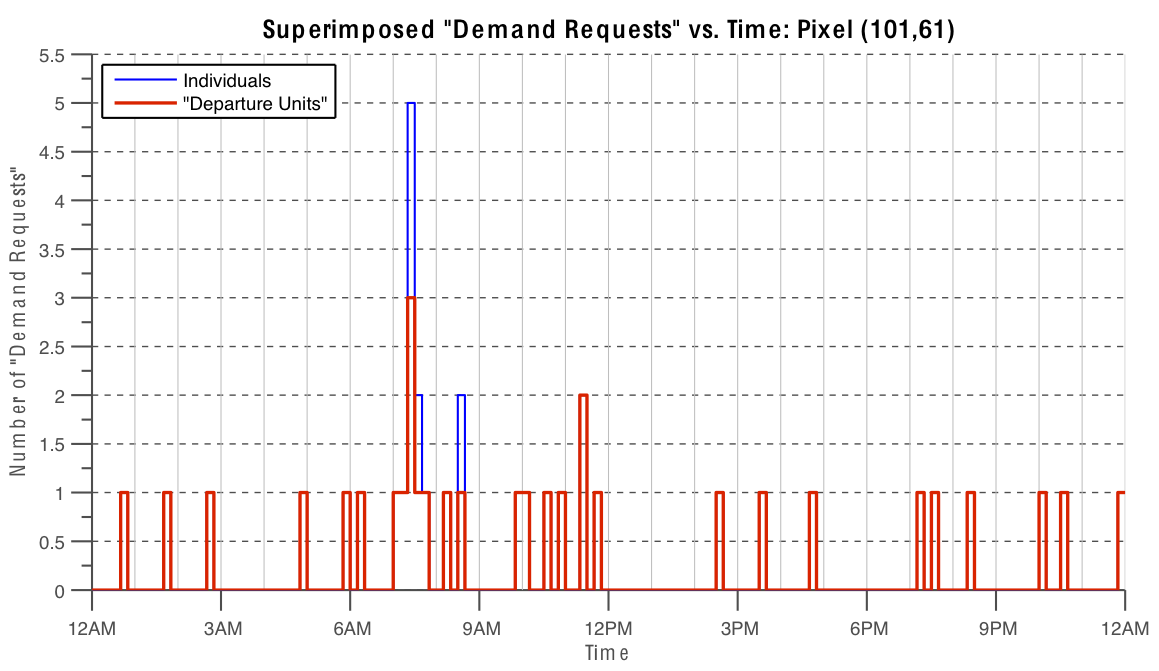 Superimposed "Demand Requests" vs. Time: Pixel (101,61)
Individuals
"Departure Units"
Number of "Demand Requests"
5.5
5
4.5
4
3.5
3
2.5
2
1.5
1
0.5
0
12AM 3AM 6AM 9AM 12PM 3PM 6PM 9PM 12AM
Time